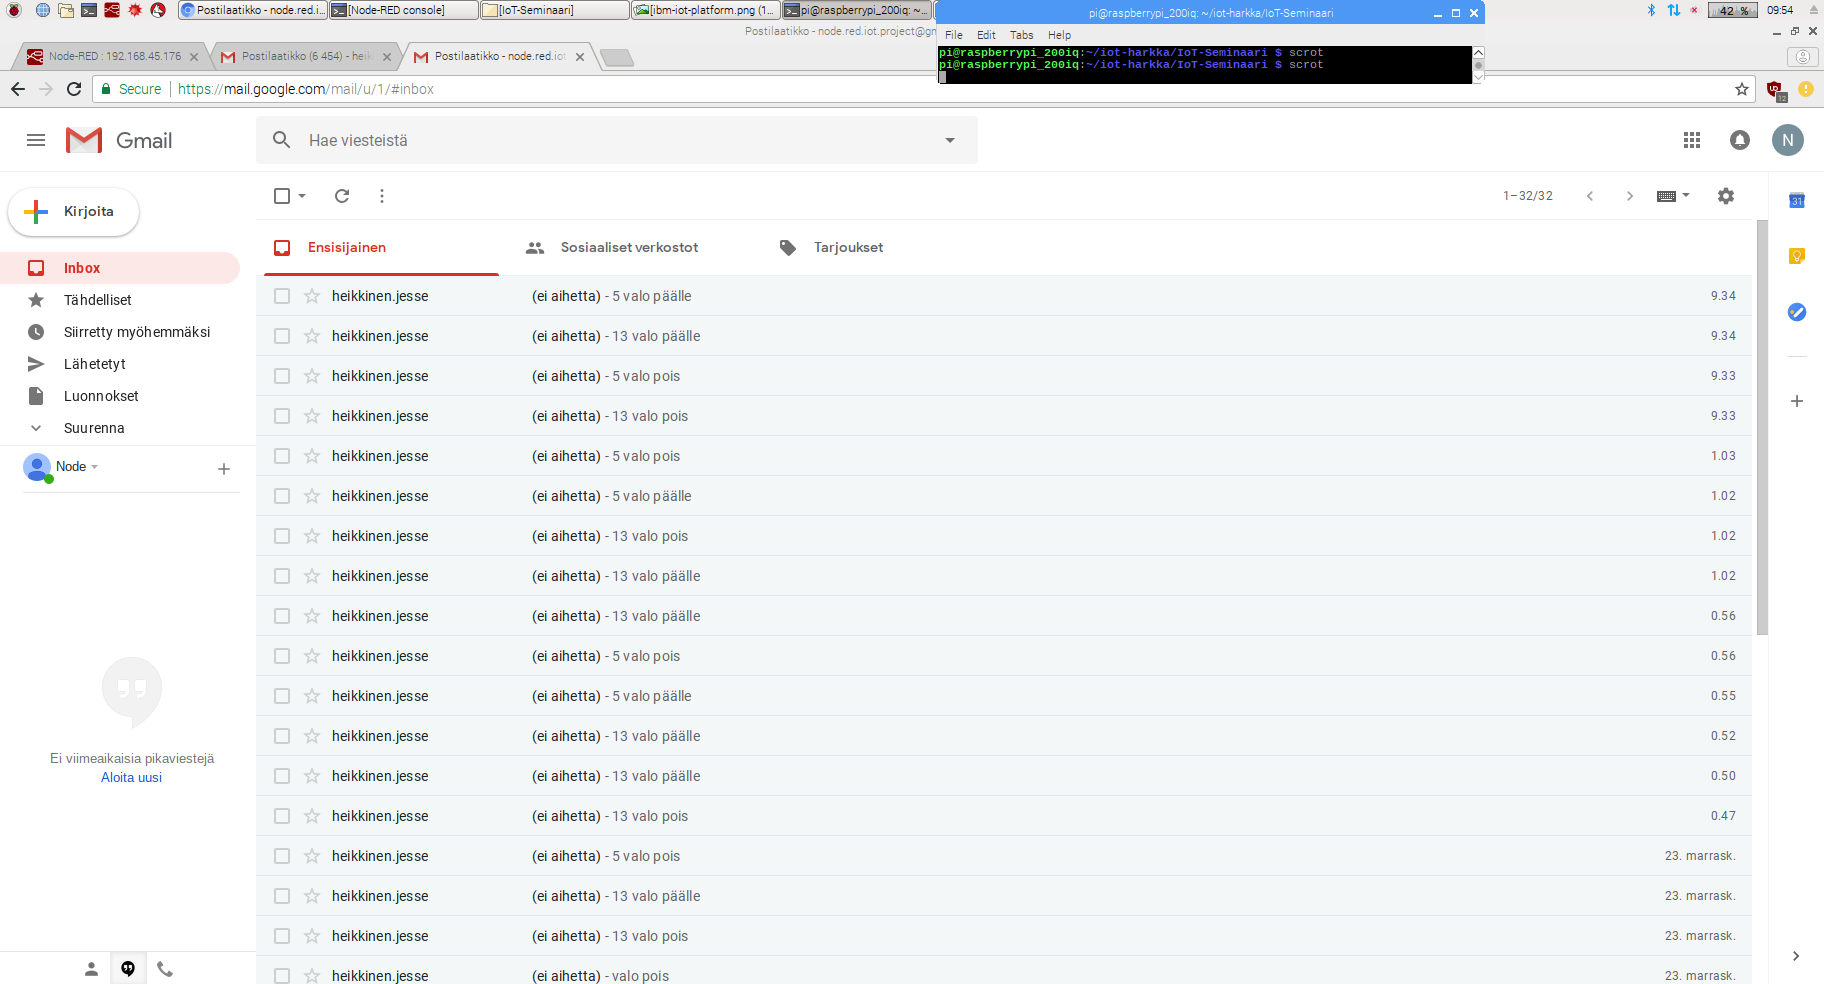 Postilaatikko - node.red.i...
[Node-RED console]
[IoT-Seminaari]
[ibm-iot-platform.png (1...
pi@raspberrypi_200iq: ~...
42 %
09:54
Postilaatikko - node.red.iot.project@gm
pi@raspberrypi_200iq: ~/iot-harkka/IoT-Seminaari
File Edit Tabs Help
pi@raspberrypi_200iq:~/iot-harkka/IoT-Seminaari $ scrot
pi@raspberrypi_200iq:~/iot-harkka/IoT-Seminaari $ scrot
Node-RED : 192.168.45.176
Postilaatikko (6 454) - heik
Postilaatikko - node.red.iot
Secure
https://mail.google.com/mail/u/1/#inbox
12
Gmail
Hae viesteistä
N
Kirjoita
1–32/32
31
Inbox
Tähdelliset
Siirretty myöhemmäksi
Lähetetyt
Luonnokset
Suurenna
Node
Ei viimeaikaisia pikaviestejä
Aloita uusi
Ensisijainen
Sosiaaliset verkostot
Tarjoukset
heikkinen.jesse (ei aihetta) - 5 valo päälle 9.34
heikkinen.jesse (ei aihetta) - 13 valo päälle 9.34
heikkinen.jesse (ei aihetta) - 5 valo pois 9.33
heikkinen.jesse (ei aihetta) - 13 valo pois 9.33
heikkinen.jesse (ei aihetta) - 5 valo pois 1.03
heikkinen.jesse (ei aihetta) - 5 valo päälle 1.02
heikkinen.jesse (ei aihetta) - 13 valo pois 1.02
heikkinen.jesse (ei aihetta) - 13 valo päälle 1.02
heikkinen.jesse (ei aihetta) - 13 valo päälle 0.56
heikkinen.jesse (ei aihetta) - 5 valo pois 0.56
heikkinen.jesse (ei aihetta) - 5 valo päälle 0.55
heikkinen.jesse (ei aihetta) - 13 valo päälle 0.52
heikkinen.jesse (ei aihetta) - 13 valo päälle 0.50
heikkinen.jesse (ei aihetta) - 13 valo pois 0.47
heikkinen.jesse (ei aihetta) - 5 valo pois 23. marrask.
heikkinen.jesse (ei aihetta) - 13 valo päälle 23. marrask.
heikkinen.jesse (ei aihetta) - 13 valo pois 23. marrask.
heikkinen.jesse (ei aihetta) - valo pois 23. marrask.